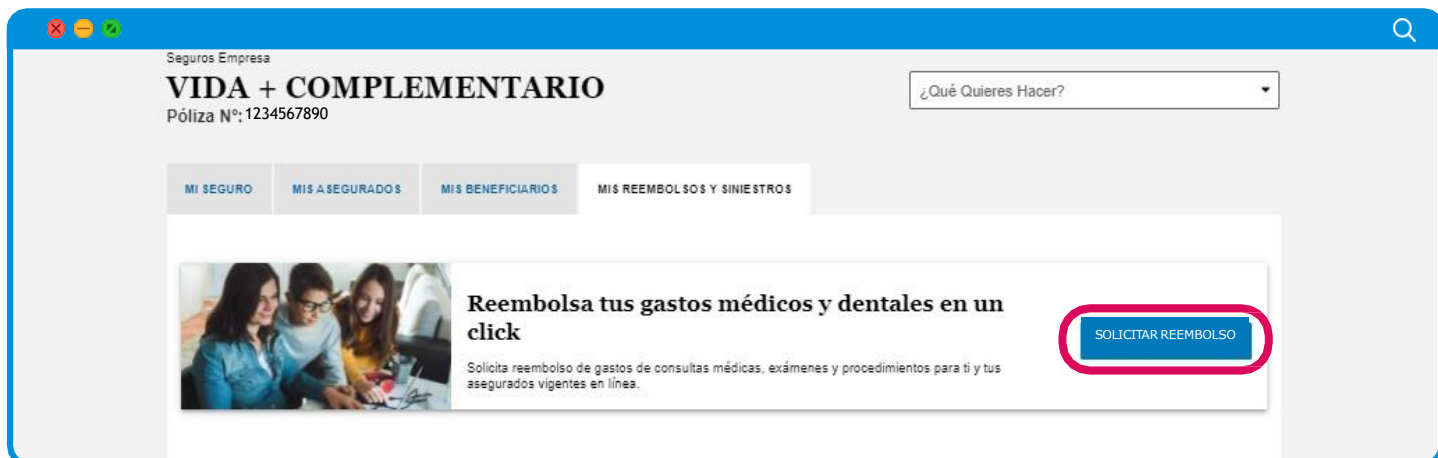 Seguros Empresa
VIDA + COMPLEMENTARIO
Póliza N°: 1234567890
¿Qué Quieres Hacer?
MI SEGURO MIS ASEGURADOS MIS BENEFICIARIOS MIS REEMBOLSOS Y SINIESTROS
Reembolsa tus gastos médicos y dentales en un
click
Solicita reembolso de gastos de consultas médicas, exámenes y procedimientos para ti y tus
asegurados vigentes en línea.
SOLICITAR REEMBOLSO